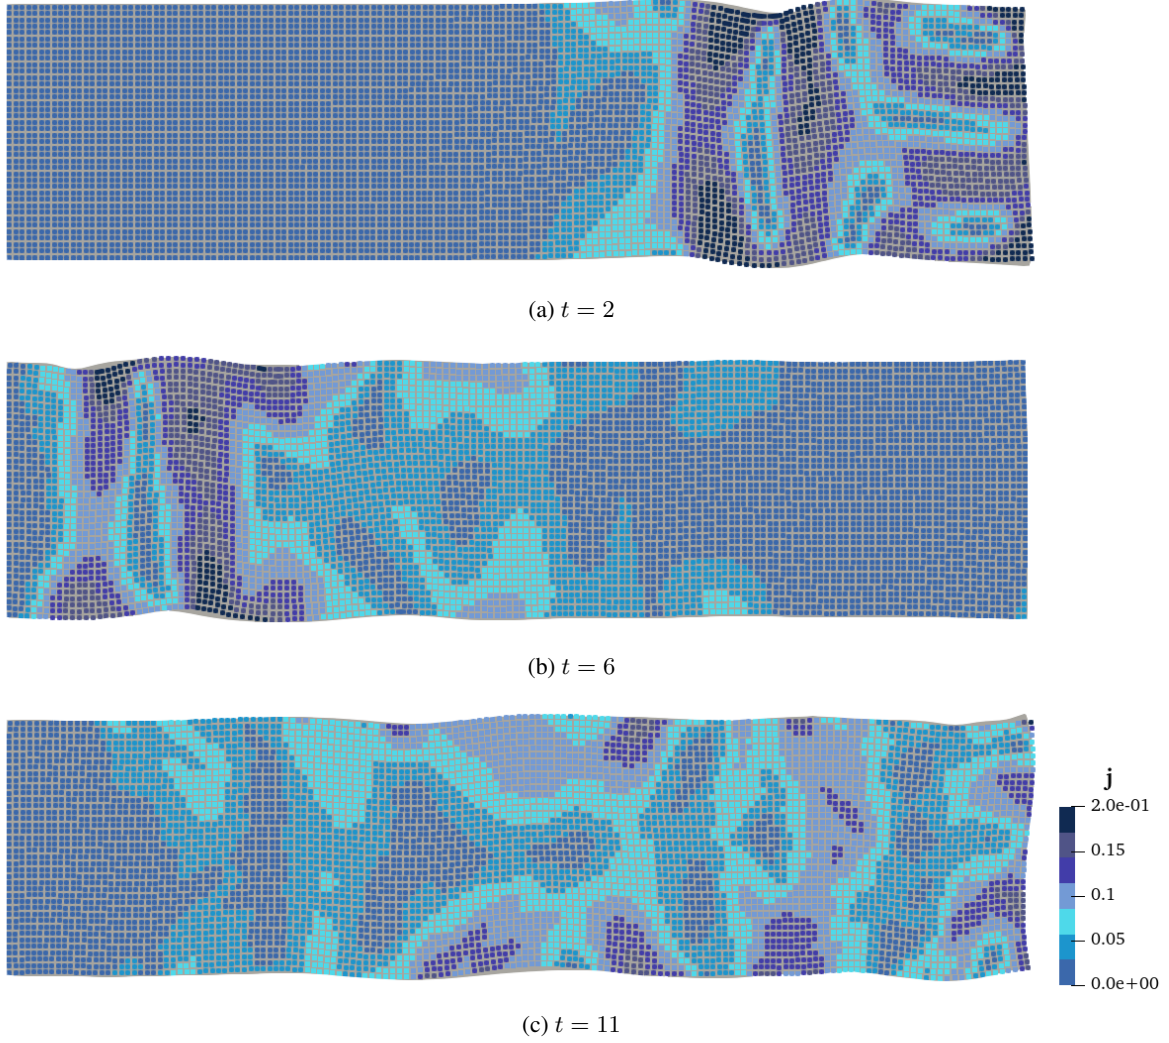 (a) t = 2
(b) t = 6
j
2.0e-01
0.15
0.1
0.05
0.0e+00
(c) t = 11